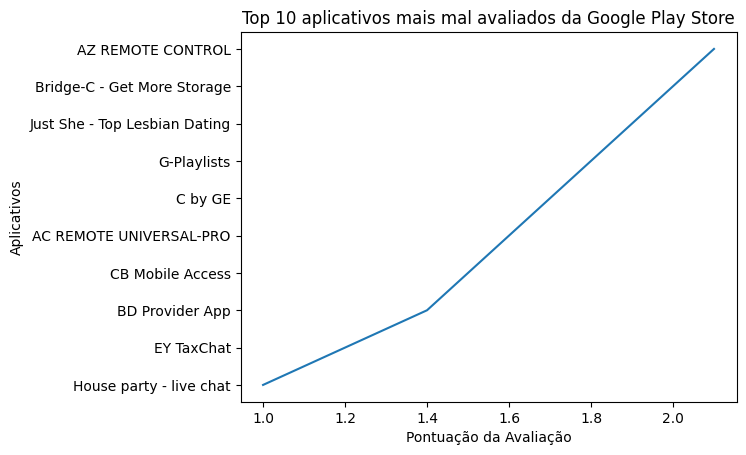 Top 10 aplicativos mais mal avaliados da Google Play Store
AZ REMOTE CONTROL
Bridge-C - Get More Storage
Just She - Top Lesbian Dating
G-Playlists
C by GE
AC REMOTE UNIVERSAL-PRO
CB Mobile Access
BD Provider App
EY TaxChat
House party - live chat
Aplicativos
1.0 1.2 1.4 1.6 1.8 2.0
Pontuação da Avaliação